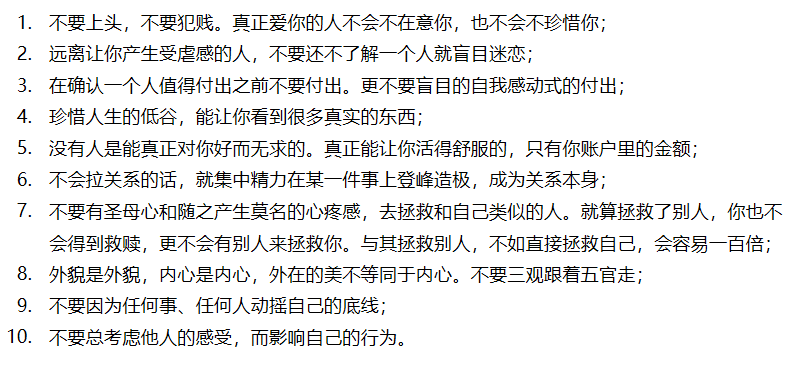 1. 不要上头，不要犯贱。真正爱你的人不会不在意你，也不会不珍惜你；
2. 远离让你产生受虐感的人，不要还不了解一个人就盲目迷恋；
3. 在确认一个人值得付出之前不要付出。更不要盲目的自我感动式的付出；
4. 珍惜人生的低谷，能让你看到很多真实的东西；
5. 没有人是能真正对你好而无求的。真正能让你活得舒服的，只有你账户里的金额；
6. 不会拉关系的话，就集中精力在某一件事上登峰造极，成为关系本身；
7. 不要有圣母心和随之产生莫名的心疼感，去拯救和自己类似的人。就算拯救了别人，你也不
会得到救赎，更不会有别人来拯救你。与其拯救别人，不如直接拯救自己，会容易一百倍；
8. 外貌是外貌，内心是内心，外在的美不等同于内心。不要三观跟着五官走；
9. 不要因为任何事、任何人动摇自己的底线；
10. 不要总考虑他人的感受，而影响自己的行为。